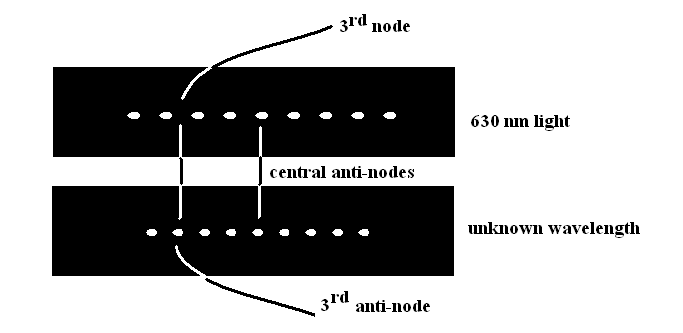 3rd node
630 nm light
central anti-nodes
unknown wavelength
3rd anti-node